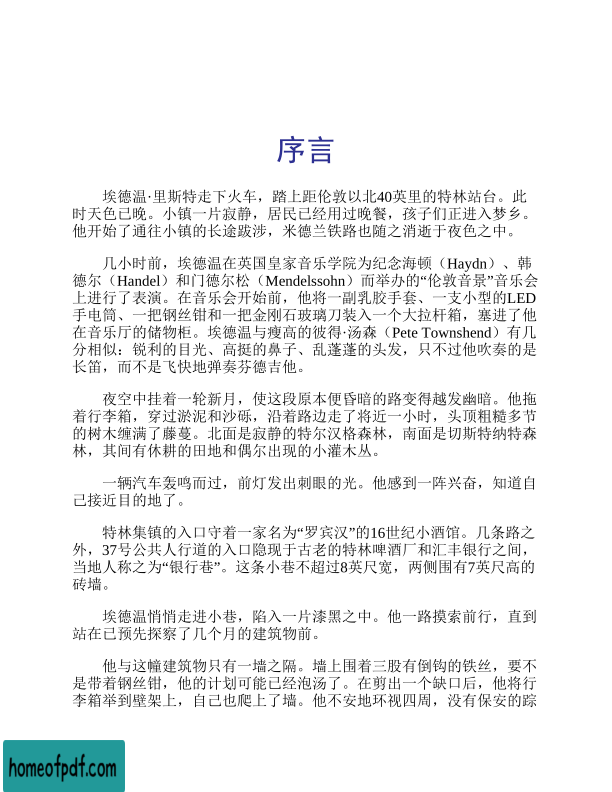 序言
埃德温·里斯特走下火车，踏上距伦敦以北40英里的特林站台。此
时天色已晚。小镇一片寂静，居民已经用过晚餐，孩子们正进入梦乡。
他开始了通往小镇的长途跋涉，米德兰铁路也随之消逝于夜色之中。
几小时前，埃德温在英国皇家音乐学院为纪念海顿（Haydn）、韩
德尔（Handel）和门德尔松（Mendelssohn）而举办的“伦敦音景”音乐会
上进行了表演。在音乐会开始前，他将一副乳胶手套、一支小型的LED
手电筒、一把钢丝钳和一把金刚石玻璃刀装入一个大拉杆箱，塞进了他
在音乐厅的储物柜。埃德温与瘦高的彼得·汤森（Pete Townshend）有几
分相似：锐利的目光、高挺的鼻子、乱蓬蓬的头发，只不过他吹奏的是
长笛，而不是飞快地弹奏芬德吉他。
夜空中挂着一轮新月，使这段原本便昏暗的路变得越发幽暗。他拖
着行李箱，穿过淤泥和沙砾，沿着路边走了将近一小时，头顶粗糙多节
的树木缠满了藤蔓。北面是寂静的特尔汉格森林，南面是切斯特纳特森
林，其间有休耕的田地和偶尔出现的小灌木丛。
一辆汽车轰鸣而过，前灯发出刺眼的光。他感到一阵兴奋，知道自
己接近目的地了。
特林集镇的入口守着一家名为“罗宾汉”的16世纪小酒馆。几条路之
外，37号公共人行道的入口隐现于古老的特林啤酒厂和汇丰银行之间，
当地人称之为“银行巷”。这条小巷不超过8英尺宽，两侧围有7英尺高的
砖墙。
埃德温悄悄走进小巷，陷入一片漆黑之中。他一路摸索前行，直到
站在已预先探察了几个月的建筑物前。
他与这幢建筑物只有一墙之隔。墙上围着三股有倒钩的铁丝，要不
是带着钢丝钳，他的计划可能已经泡汤了。在剪出一个缺口后，他将行
李箱举到壁架上，自己也爬上了墙。他不安地环视四周，没有保安的踪
homeofpdf.com